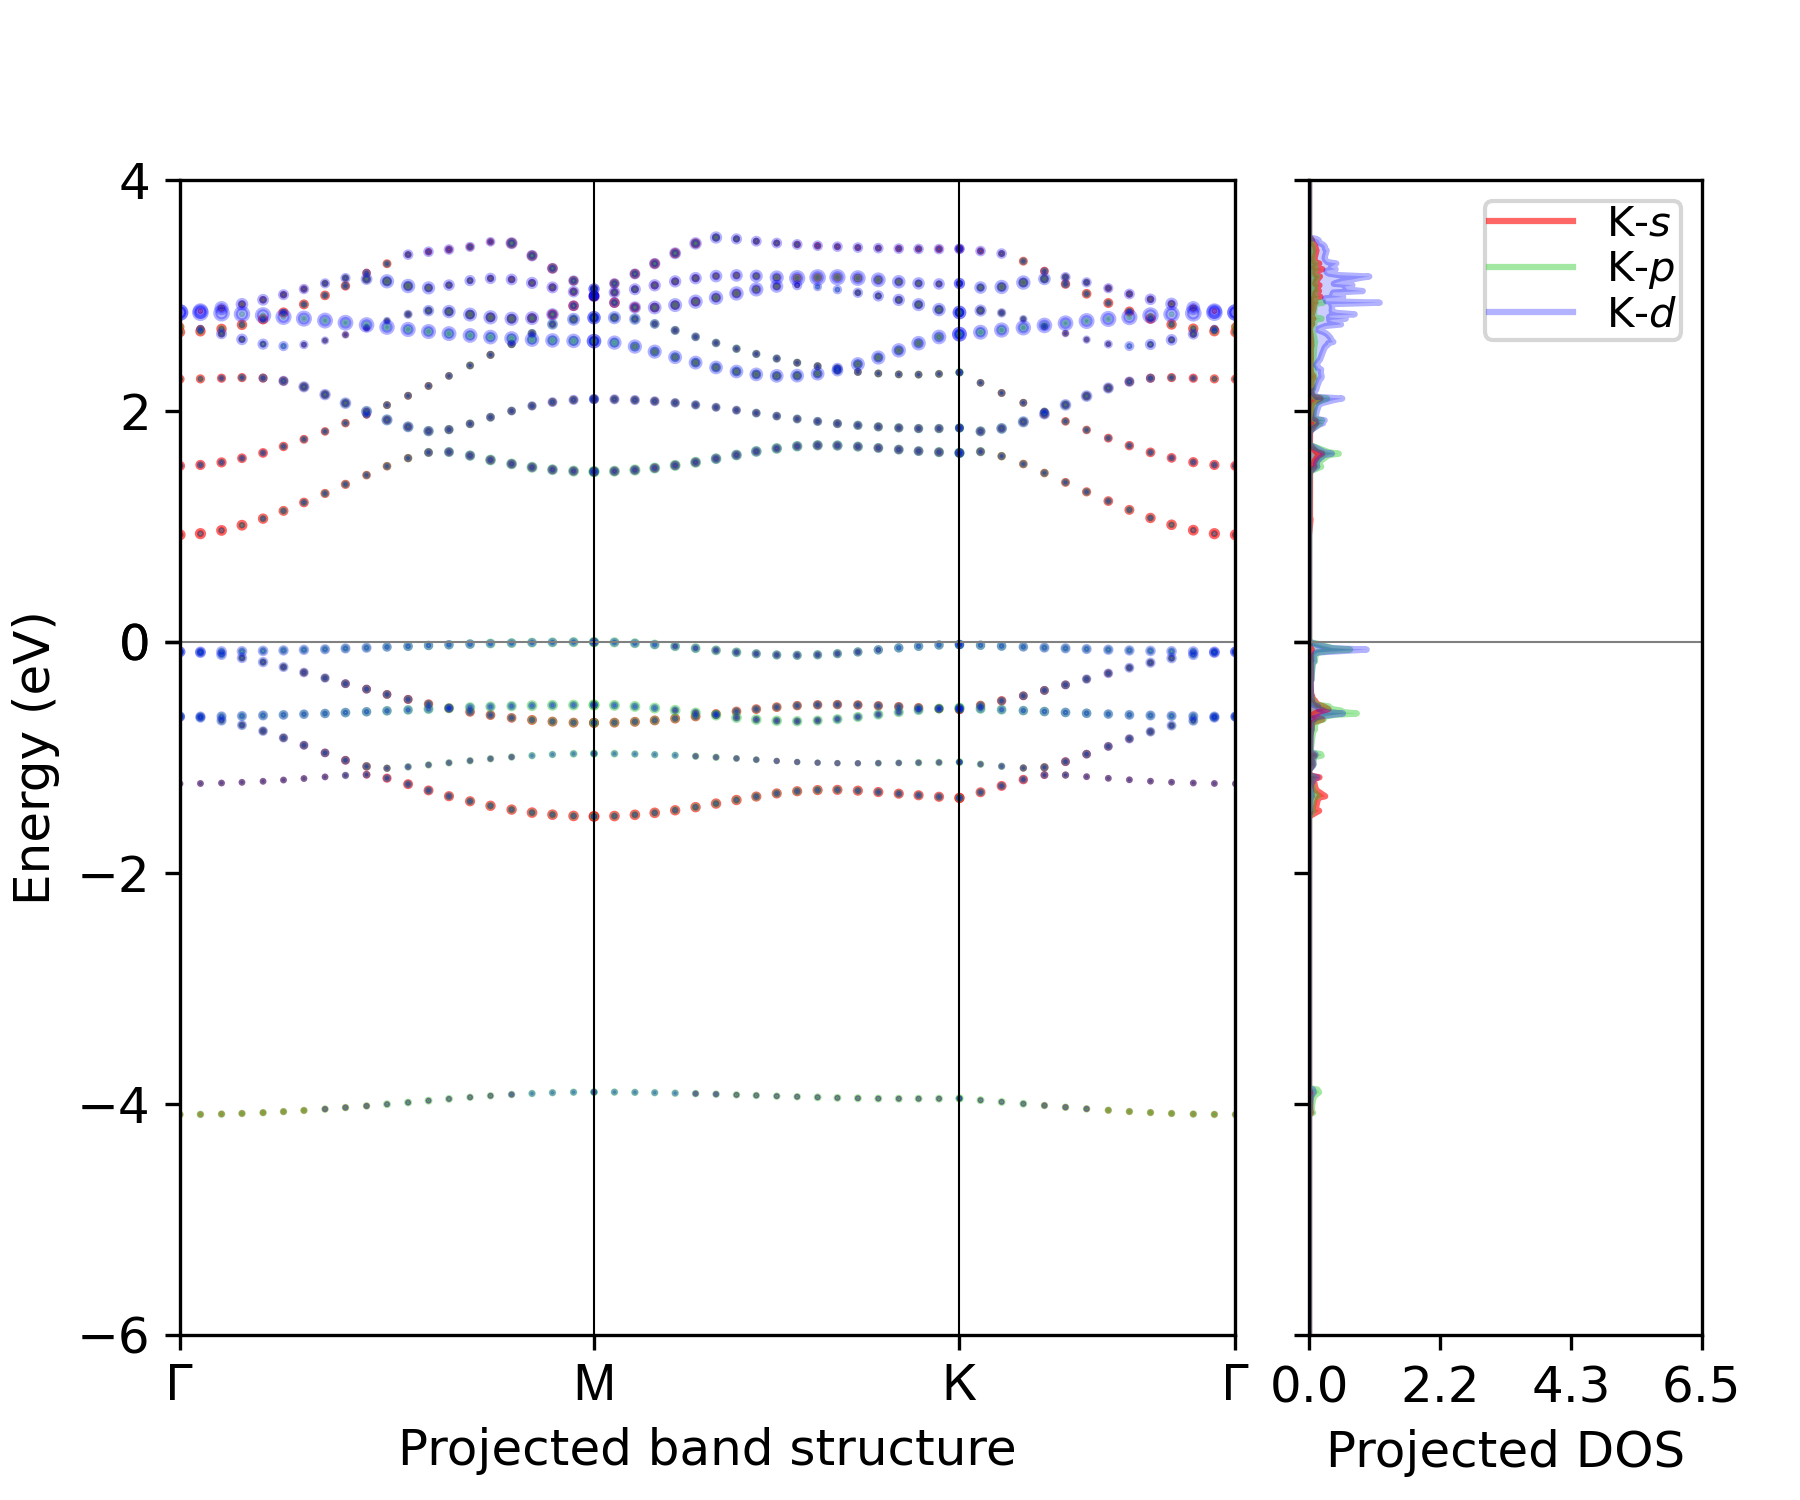 4
2
0
−2
−4
−6
Energy (eV)
Γ
M
K
Γ
Projected band structure
K-s
K-p
K-d
0.0
2.2
4.3
6.5
Projected DOS